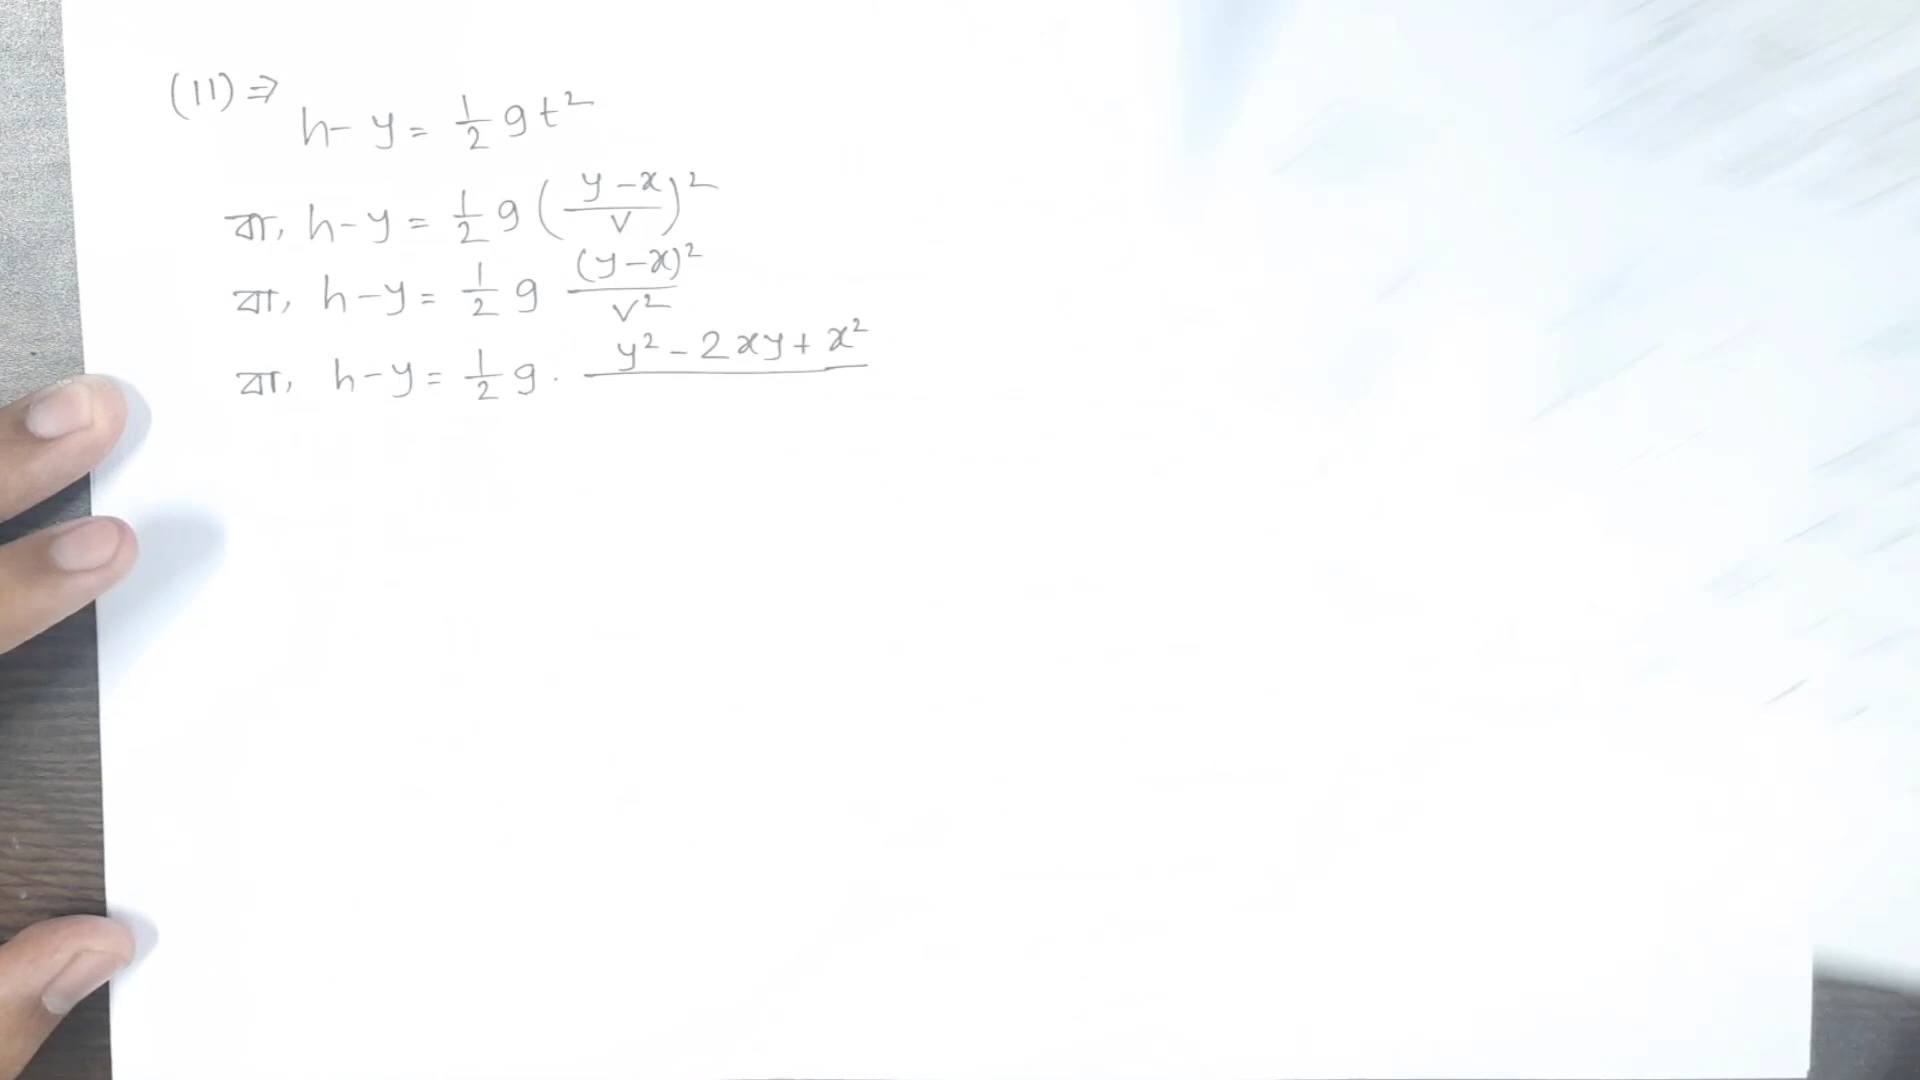 (11) ⇒
h - y = 1/2 g t²
বা, h - y = 1/2 g ((y - x)/v)²
বা, h - y = 1/2 g (y - x)²/v²
বা, h - y = 1/2 g . y² - 2xy + x²